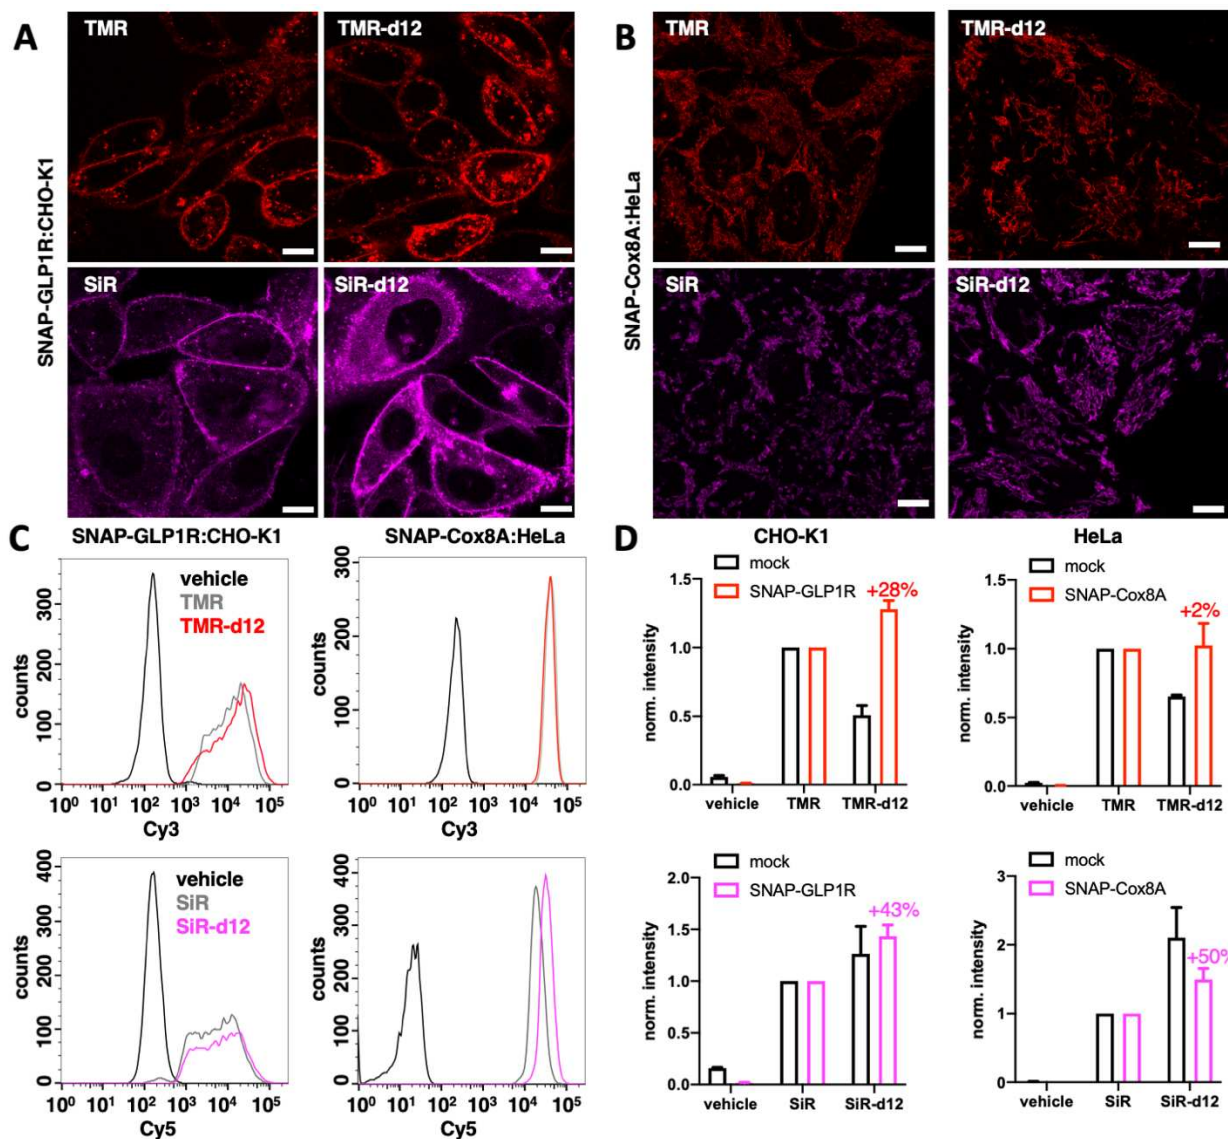 A
TMR
TMR-d12
SiR
SiR-d12
SNAP-GLP1R:CHO-K1
B
TMR
TMR-d12
SiR
SiR-d12
SNAP-Cox8A:HeLa
C
SNAP-GLP1R:CHO-K1
vehicle
TMR
TMR-d12
counts
300
200
100
0
10⁰ 10¹ 10² 10³ 10⁴ 10⁵
Cy3
SNAP-Cox8A:HeLa
counts
300
200
100
0
10⁰ 10¹ 10² 10³ 10⁴ 10⁵
Cy3
vehicle
SiR
SiR-d12
counts
400
300
200
100
0
10⁰ 10¹ 10² 10³ 10⁴ 10⁵
Cy5
counts
400
300
200
100
0
10⁰ 10¹ 10² 10³ 10⁴ 10⁵
Cy5
D
CHO-K1
mock
SNAP-GLP1R
+28%
norm. intensity
1.5
1.0
0.5
0.0
vehicle TMR TMR-d12
HeLa
mock
SNAP-Cox8A
+2%
norm. intensity
1.5
1.0
0.5
0.0
vehicle TMR TMR-d12
mock
SNAP-GLP1R
+43%
norm. intensity
2.0
1.5
1.0
0.5
0.0
vehicle SiR SiR-d12
mock
SNAP-Cox8A
+50%
norm. intensity
3
2
1
0
vehicle SiR SiR-d12